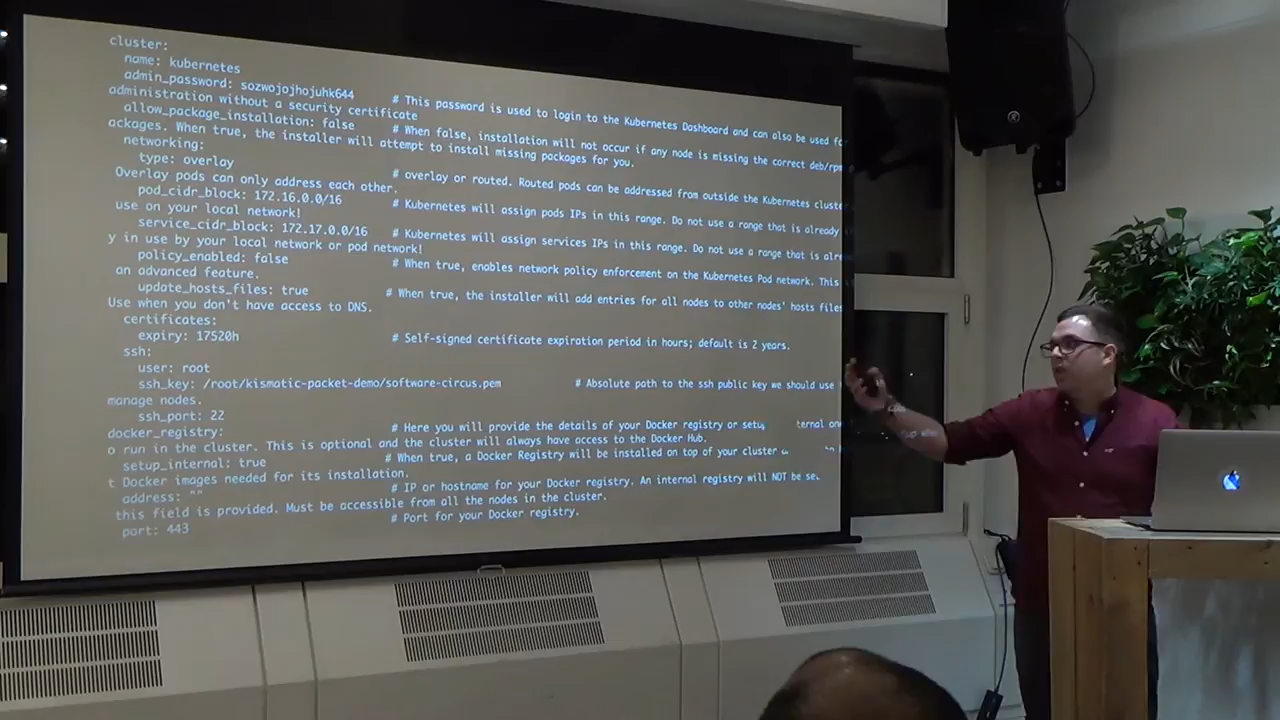 cluster:
name: kubernetes
admin_password: sozwojojhojuhk644 # This password is used to login to the Kubernetes Dashboard and can also be used for
administration without a security certificate
allow_package_installation: false # When false, installation will not occur if any node is missing the correct deb/rpm
ackages. When true, the installer will attempt to install missing packages for you.
networking:
type: overlay # overlay or routed. Routed pods can be addressed from outside the Kubernetes cluster
Overlay pods can only address each other.
pod_cidr_block: 172.16.0.0/16 # Kubernetes will assign pods IPs in this range. Do not use a range that is already
use on your local network!
service_cidr_block: 172.17.0.0/16 # Kubernetes will assign services IPs in this range. Do not use a range that is alre
y in use by your local network or pod network!
policy_enabled: false # When true, enables network policy enforcement on the Kubernetes Pod network. This
an advanced feature.
update_hosts_files: true # When true, the installer will add entries for all nodes to other nodes' hosts files
Use when you don't have access to DNS.
certificates:
expiry: 17520h # Self-signed certificate expiration period in hours; default is 2 years.
ssh:
user: root
ssh_key: /root/kismatic-packet-demo/software-circus.pem # Absolute path to the ssh public key we should use
manage nodes.
ssh_port: 22
docker_registry: # Here you will provide the details of your Docker registry or setu ternal one
o run in the cluster. This is optional and the cluster will always have access to the Docker Hub.
setup_internal: true # When true, a Docker Registry will be installed on top of your cluster
t Docker images needed for its installation.
address: "" # IP or hostname for your Docker registry. An internal registry will NOT be se
this field is provided. Must be accessible from all the nodes in the cluster.
port: 443 # Port for your Docker registry.